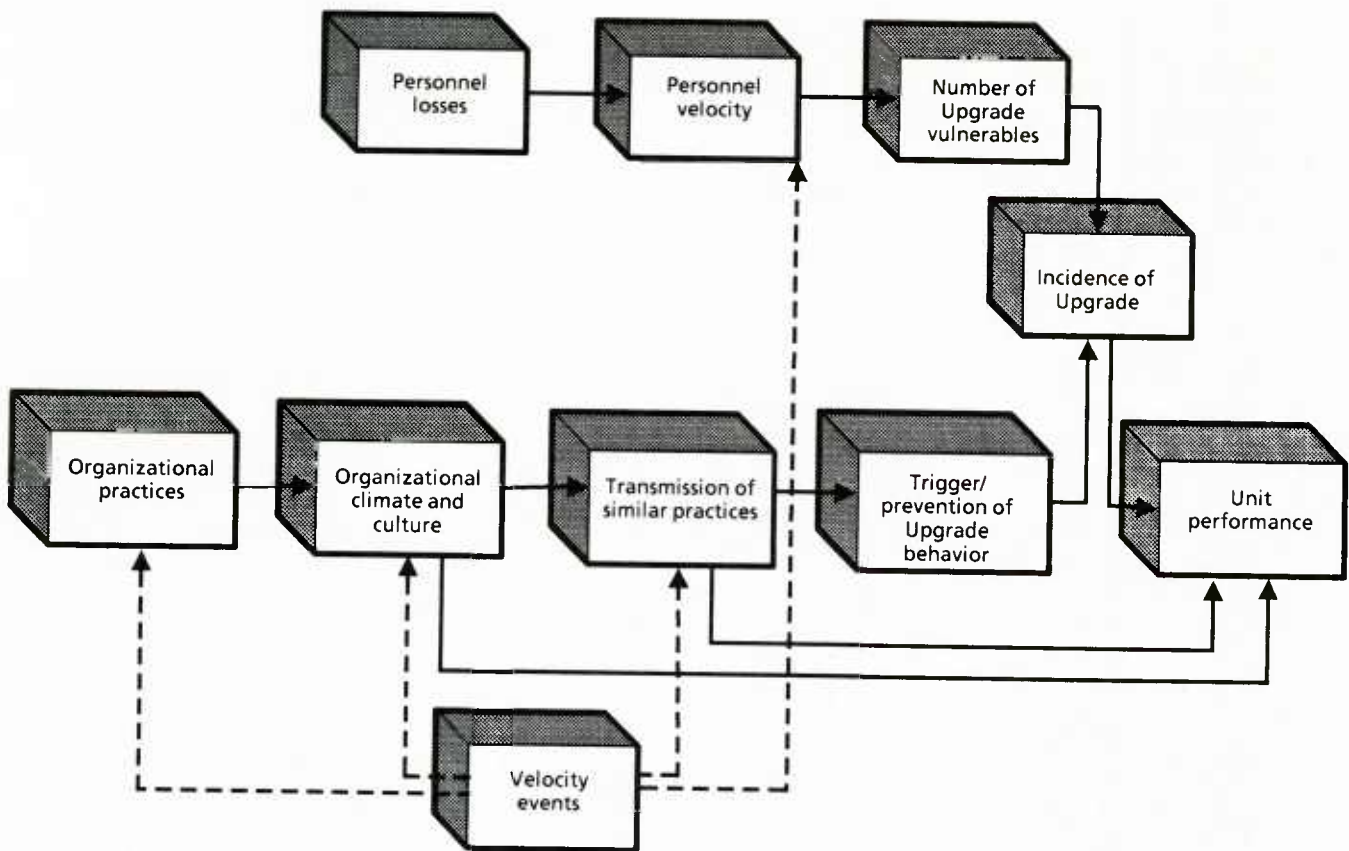 Personnel
losses
Personnel
velocity
Number of
Upgrade
vulnerables
Incidence of
Upgrade
Organizational
practices
Organizational
climate and
culture
Transmission of
similar practices
Trigger/
prevention of
Upgrade
behavior
Unit
performance
Velocity
events